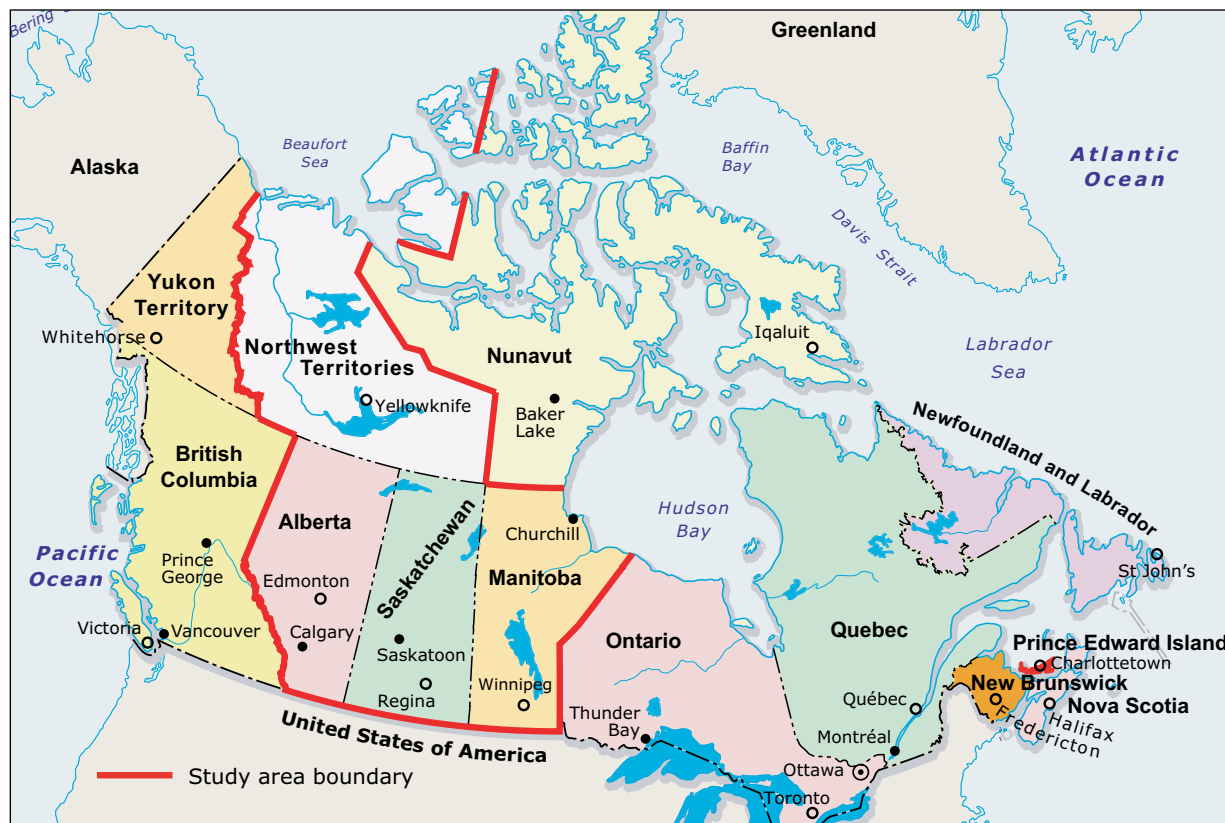 Bering
Greenland
Beaufort
Sea
Baffin
Bay
Atlantic
Ocean
Alaska
Davis Strait
Yukon
Territory
Whitehorse
Northwest
Territories
Yellowknife
Nunavut
Baker
Lake
Iqaluit
Labrador
Sea
Newfoundland and Labrador
British
Columbia
Alberta
Saskatchewan
Churchill
Hudson
Bay
Pacific
Ocean
Prince
George
Edmonton
Manitoba
St John's
Victoria
Vancouver
Calgary
Saskatoon
Ontario
Quebec
Prince Edward Island
Charlottetown
Regina
Winnipeg
New Brunswick
Nova Scotia
Québec
Fredericton
Halifax
United States of America
Thunder
Bay
Montréal
Study area boundary
Ottawa
Toronto